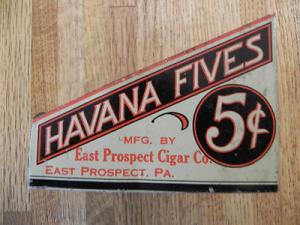 HAVANA FIVES
5¢
MFG. BY
East Prospect Cigar Co.
EAST PROSPECT, PA.